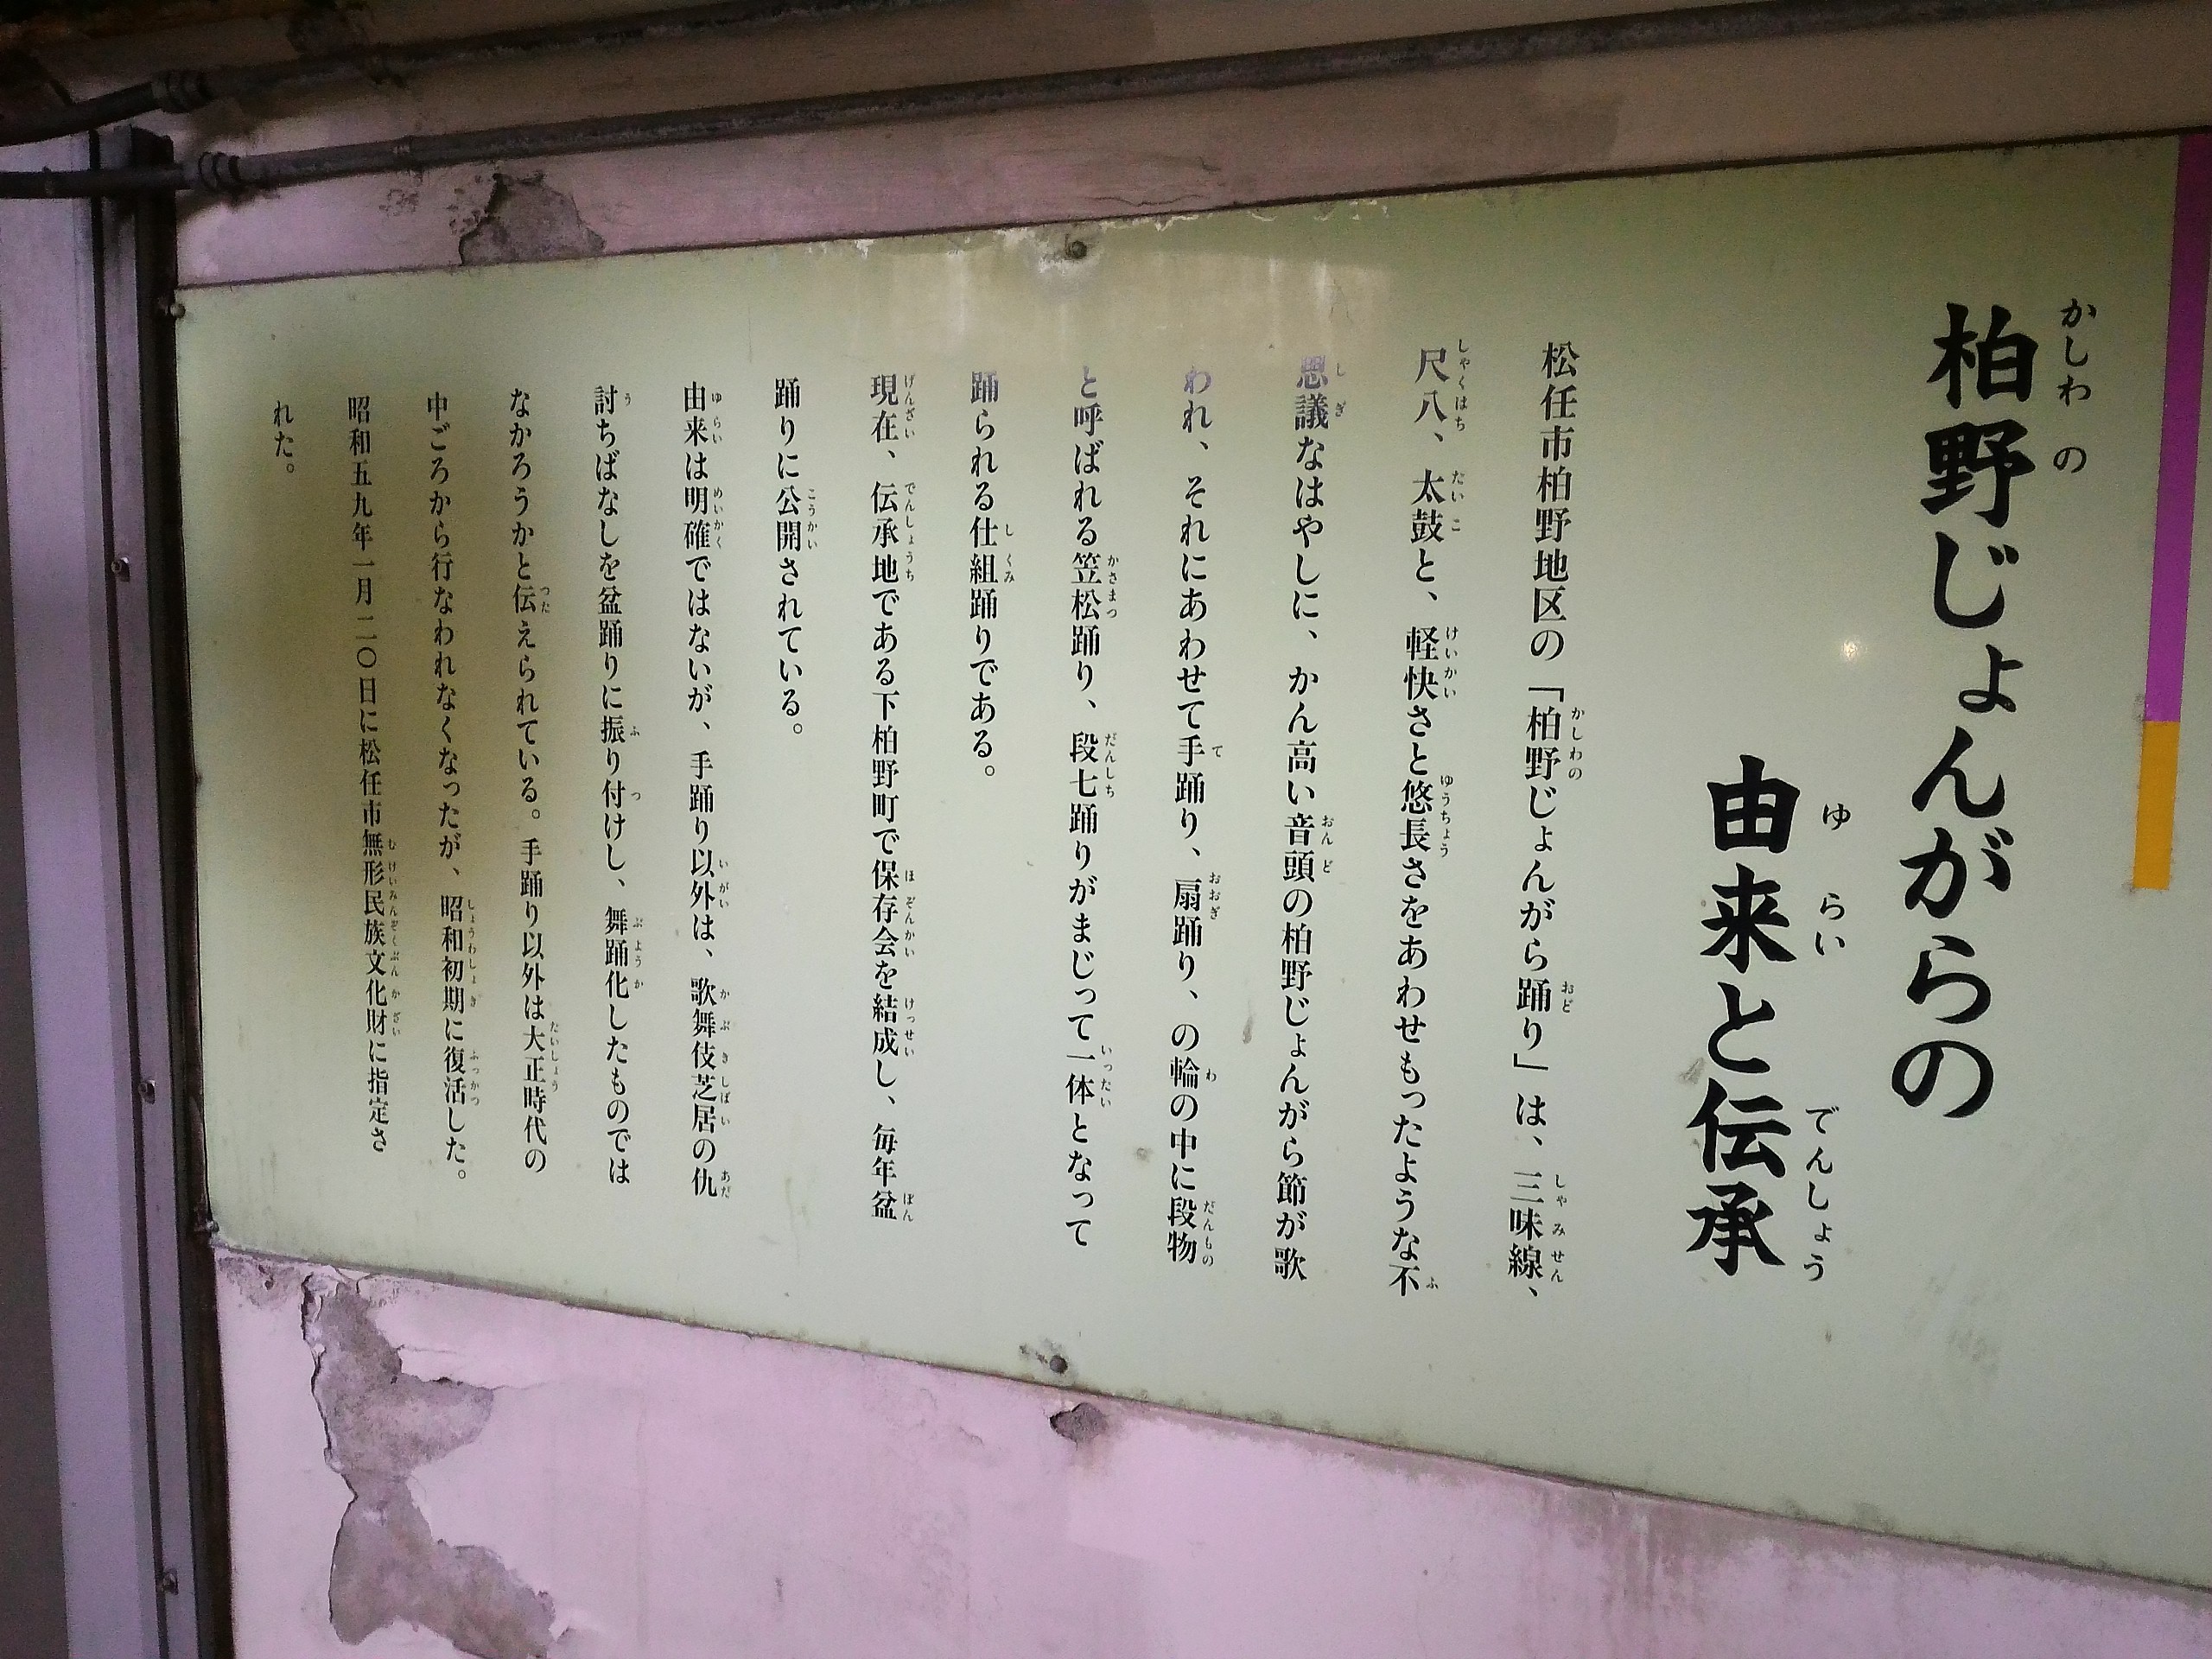 柏野じょんがらの
由来と伝承
松任市柏野地区の「柏野じょんがら踊り」は、三味線、
尺八、太鼓と、軽快さと悠長さをあわせもったような不
思議なはやしに、かん高い音頭の柏野じょんがら節が歌
われ、それにあわせて手踊り、扇踊り、の輪の中に段物
と呼ばれる笠松踊り、段七踊りがまじって一体となって
踊られる仕組踊りである。
現在、伝承地である下柏野町で保存会を結成し、毎年盆
踊りに公開されている。
由来は明確ではないが、手踊り以外は、歌舞伎芝居の仇
討ちばなしを盆踊りに振り付けし、舞踊化したものでは
なかろうかと伝えられている。手踊り以外は大正時代の
中ごろから行なわれなくなったが、昭和初期に復活した。
昭和五九年一月二〇日に松任市無形民族文化財に指定さ
れた。